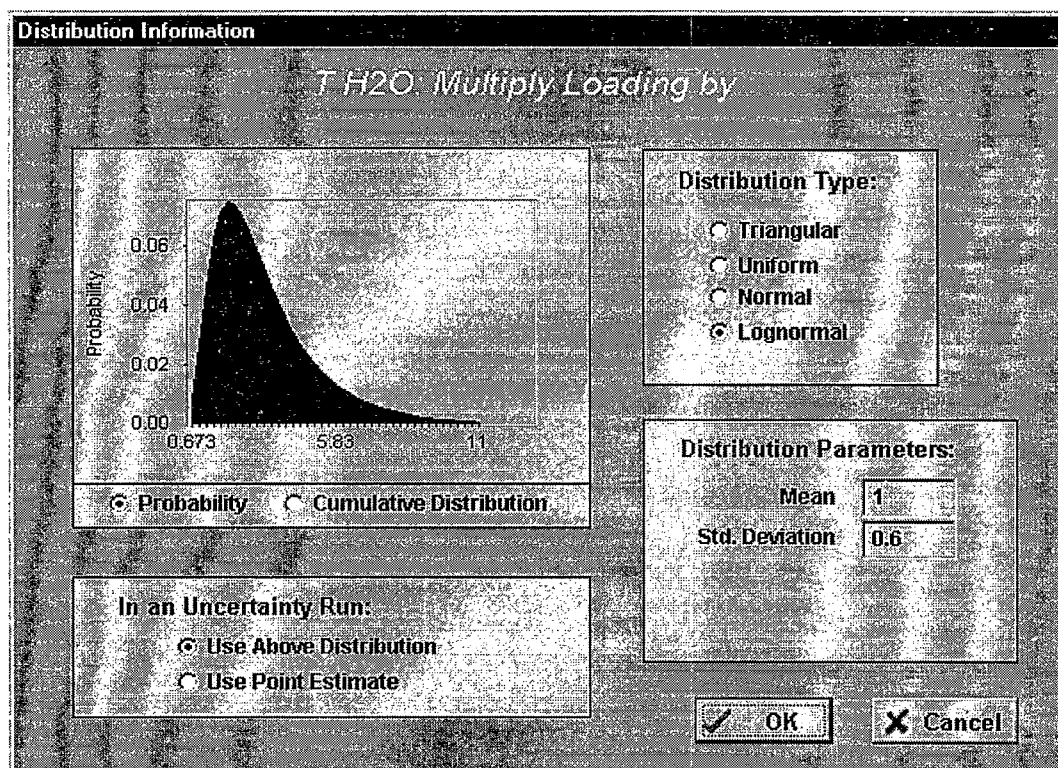 Distribution Information
T H2O: Multiply Loading by
Probability
0.06
0.04
0.02
0.00
0.673
5.83
11
Probability
Cumulative Distribution
In an Uncertainty Run:
Use Above Distribution
Use Point Estimate
Distribution Type:
Triangular
Uniform
Normal
Lognormal
Distribution Parameters:
Mean
1
Std. Deviation
0.6
OK
Cancel